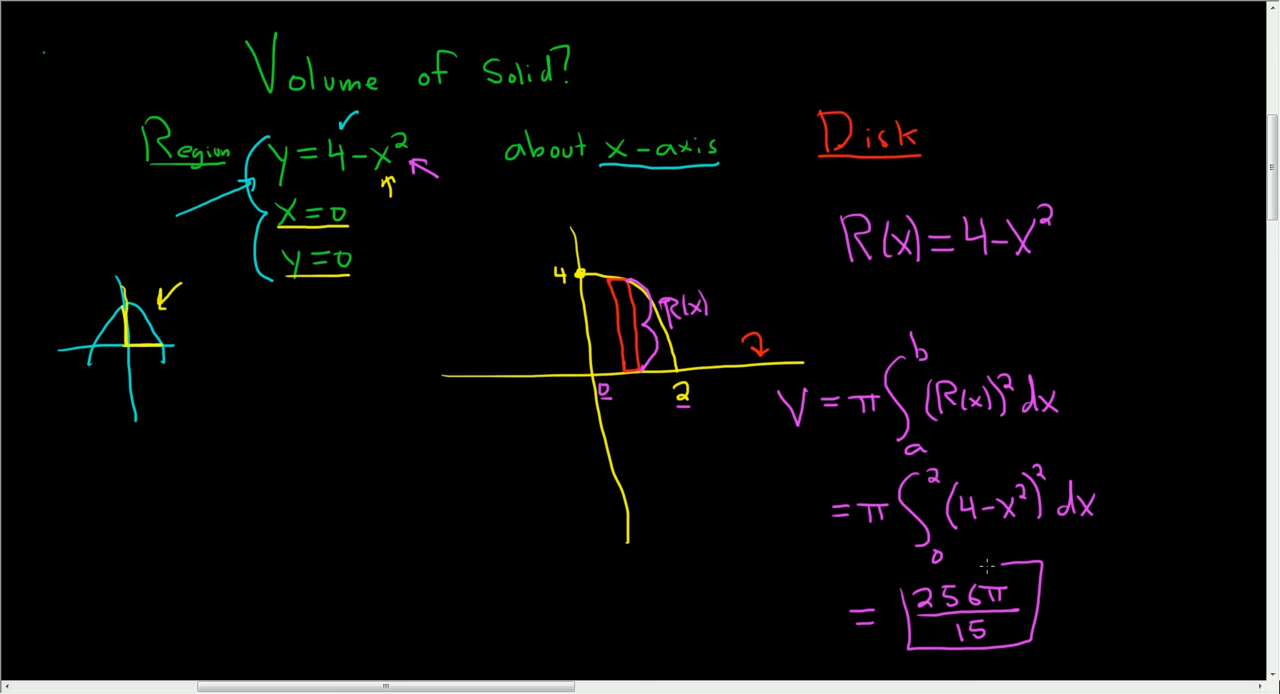 Volume of Solid?
Region y = 4 - x²
about x-axis
x = 0
y = 0
Disk
R(x) = 4 - x²
4
R(x)
0
2
V = π ∫ₐᵇ (R(x))² dx
= π ∫₀² (4 - x²)² dx
= 256π/15